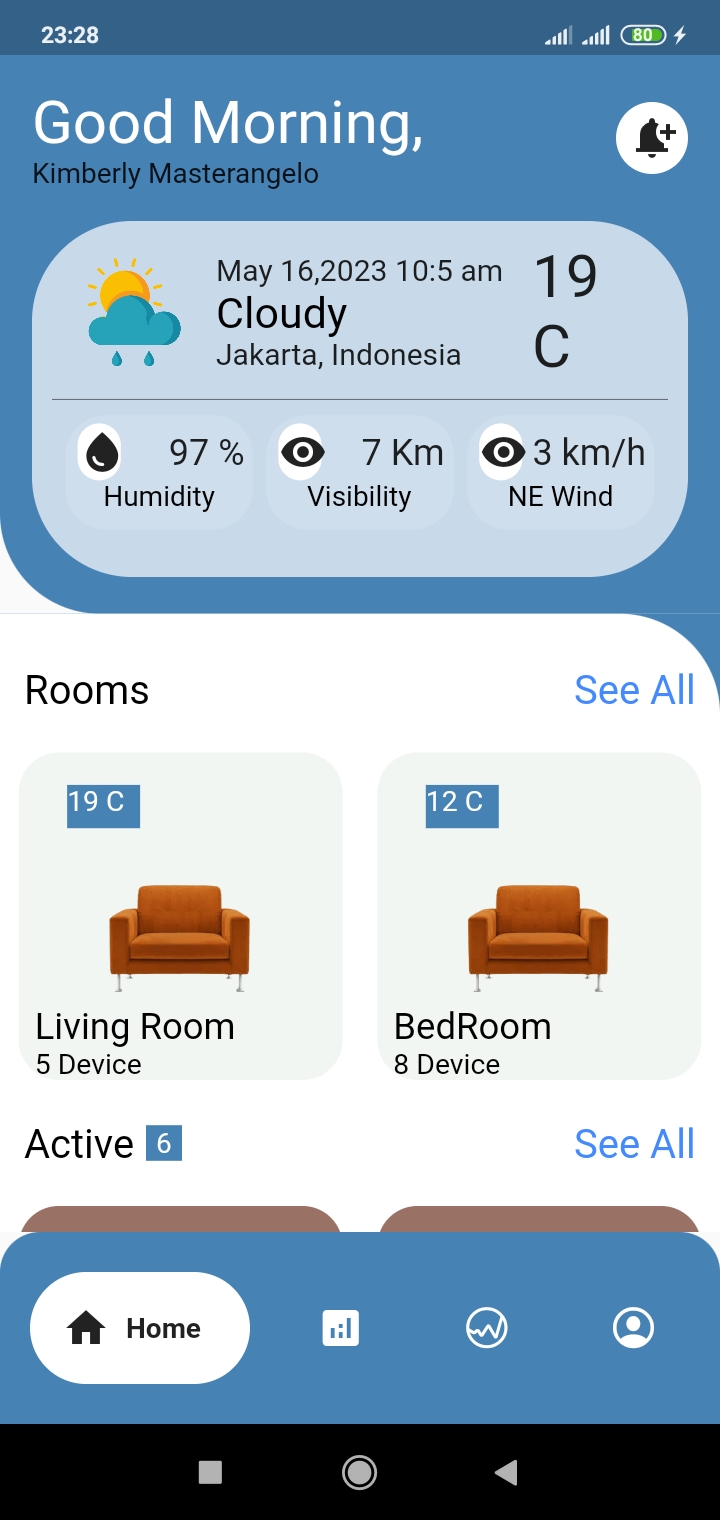 23:28
80
Good Morning,
Kimberly Masterangelo
May 16,2023 10:5 am
Cloudy
Jakarta, Indonesia
19
C
97 %
Humidity
7 Km
Visibility
3 km/h
NE Wind
Rooms
See All
19 C
Living Room
5 Device
12 C
BedRoom
8 Device
Active 6
See All
Home